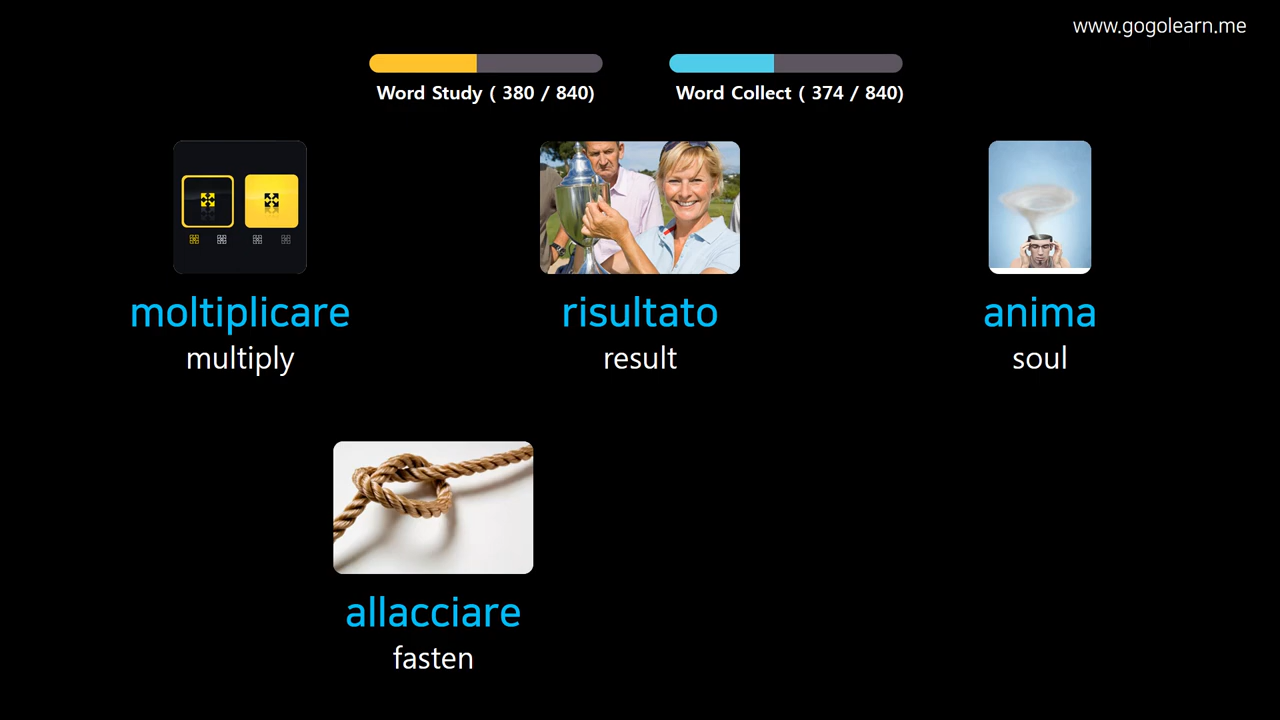 www.gogolearn.me
Word Study ( 380 / 840)
Word Collect ( 374 / 840)
moltiplicare
multiply
risultato
result
anima
soul
allacciare
fasten